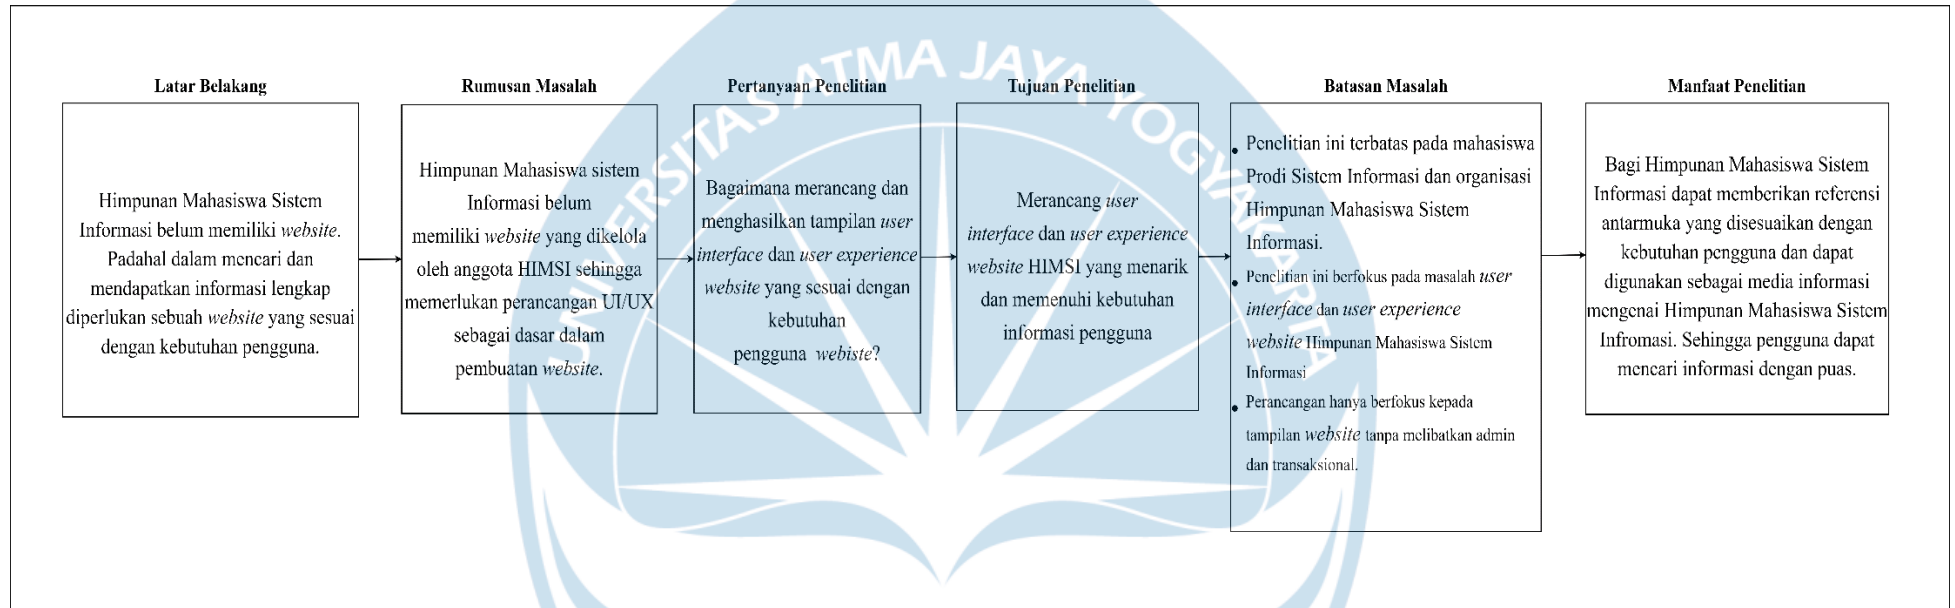 UNIVERSITAS ATMA JAYA YOGYAKARTA
Latar Belakang
Himpunan Mahasiswa Sistem
Informasi belum memiliki website.
Padahal dalam mencari dan
mendapatkan informasi lengkap
diperlukan sebuah website yang sesuai
dengan kebutuhan pengguna.
Rumusan Masalah
Himpunan Mahasiswa sistem
Informasi belum
memiliki website yang dikelola
oleh anggota HIMSI sehingga
memerlukan perancangan UI/UX
sebagai dasar dalam
pembuatan website.
Pertanyaan Penelitian
Bagaimana merancang dan
menghasilkan tampilan user
interface dan user experience
website yang sesuai dengan
kebutuhan
pengguna webiste?
Tujuan Penelitian
Merancang user
interface dan user experience
website HIMSI yang menarik
dan memenuhi kebutuhan
informasi pengguna
Batasan Masalah
• Penelitian ini terbatas pada mahasiswa
Prodi Sistem Informasi dan organisasi
Himpunan Mahasiswa Sistem
Informasi.
• Penelitian ini berfokus pada masalah user
interface dan user experience
website Himpunan Mahasiswa Sistem
Informasi
• Perancangan hanya berfokus kepada
tampilan website tanpa melibatkan admin
dan transaksional.
Manfaat Penelitian
Bagi Himpunan Mahasiswa Sistem
Informasi dapat memberikan referensi
antarmuka yang disesuaikan dengan
kebutuhan pengguna dan dapat
digunakan sebagai media informasi
mengenai Himpunan Mahasiswa Sistem
Infromasi. Sehingga pengguna dapat
mencari informasi dengan puas.